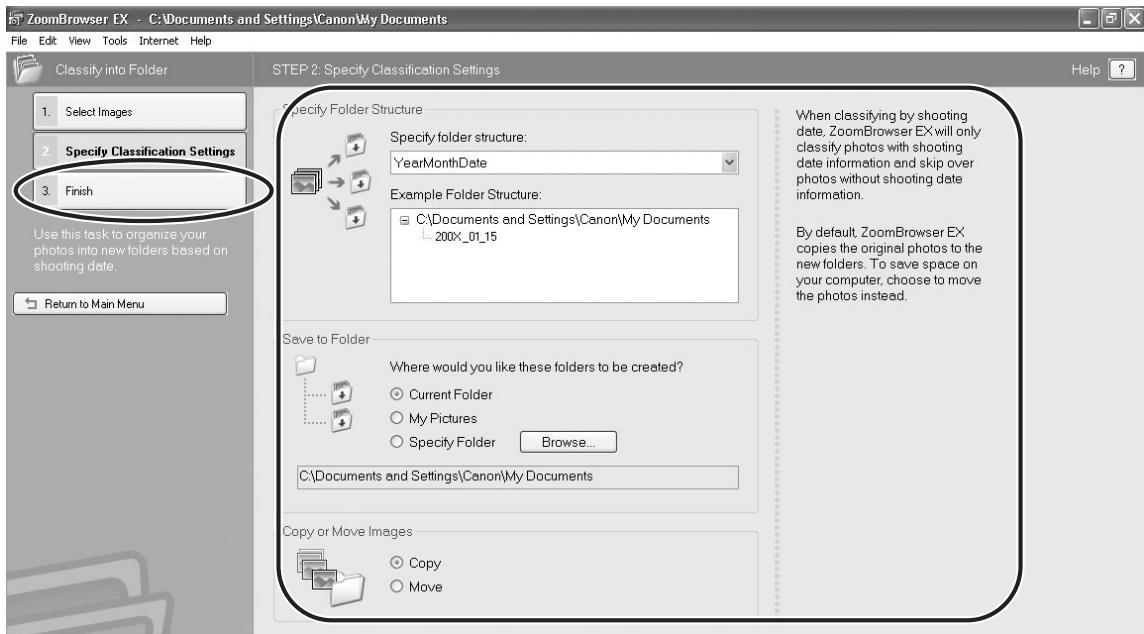 ZoomBrowser EX - C:\Documents and Settings\Canon\My Documents
File Edit View Tools Internet Help
Classify into Folder
STEP 2: Specify Classification Settings
Help ?
1. Select Images
2. Specify Classification Settings
3. Finish
Use this task to organize your
photos into new folders based on
shooting date.
Return to Main Menu
Specify Folder Structure
Specify folder structure:
YearMonthDate
Example Folder Structure:
C:\Documents and Settings\Canon\My Documents
200X_01_15
Save to Folder
Where would you like these folders to be created?
Current Folder
My Pictures
Specify Folder Browse...
C:\Documents and Settings\Canon\My Documents
Copy or Move Images
Copy
Move
When classifying by shooting
date, ZoomBrowser EX will only
classify photos with shooting
date information and skip over
photos without shooting date
information.
By default, ZoomBrowser EX
copies the original photos to the
new folders. To save space on
your computer, choose to move
the photos instead.